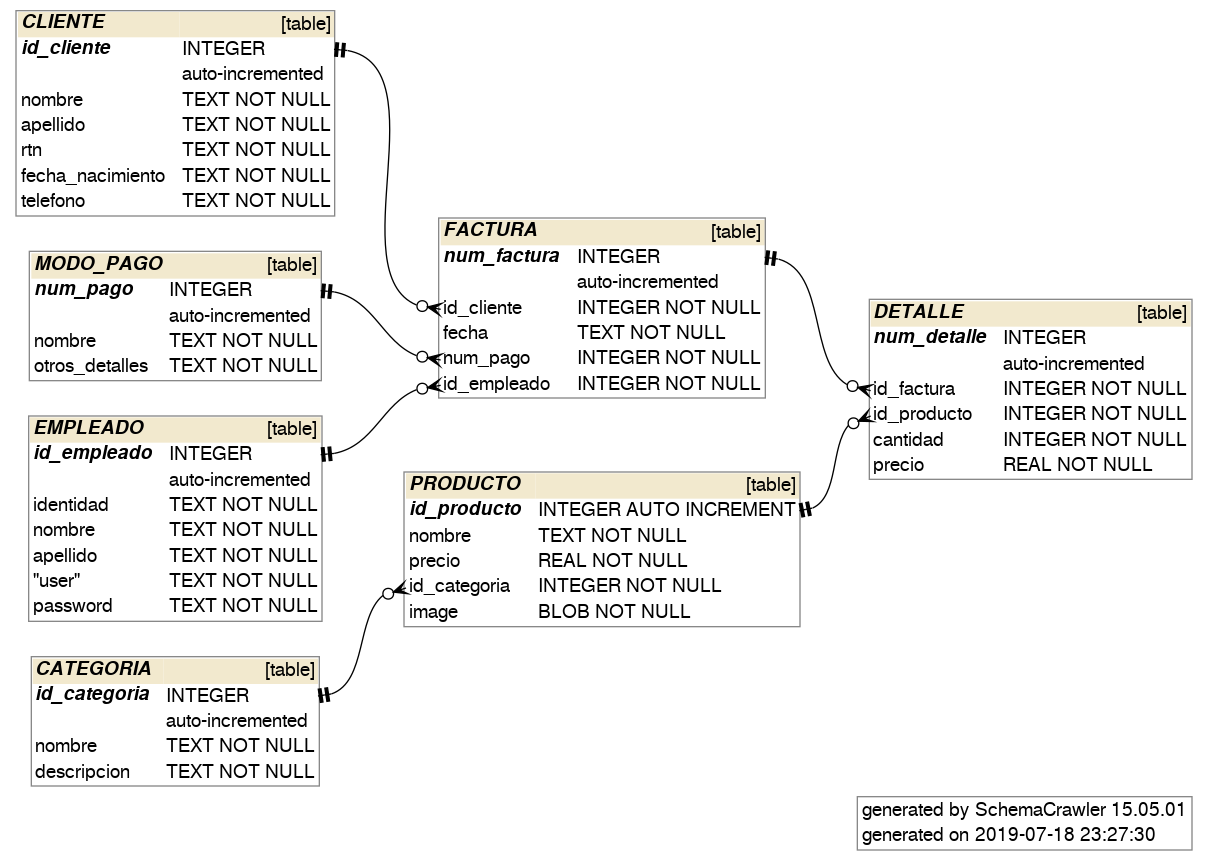 CLIENTE [table]
id_cliente INTEGER
auto-incremented
nombre TEXT NOT NULL
apellido TEXT NOT NULL
rtn TEXT NOT NULL
fecha_nacimiento TEXT NOT NULL
telefono TEXT NOT NULL
MODO_PAGO [table]
num_pago INTEGER
auto-incremented
nombre TEXT NOT NULL
otros_detalles TEXT NOT NULL
EMPLEADO [table]
id_empleado INTEGER
auto-incremented
identidad TEXT NOT NULL
nombre TEXT NOT NULL
apellido TEXT NOT NULL
"user" TEXT NOT NULL
password TEXT NOT NULL
CATEGORIA [table]
id_categoria INTEGER
auto-incremented
nombre TEXT NOT NULL
descripcion TEXT NOT NULL
FACTURA [table]
num_factura INTEGER
auto-incremented
id_cliente INTEGER NOT NULL
fecha TEXT NOT NULL
num_pago INTEGER NOT NULL
id_empleado INTEGER NOT NULL
PRODUCTO [table]
id_producto INTEGER AUTO INCREMENT
nombre TEXT NOT NULL
precio REAL NOT NULL
id_categoria INTEGER NOT NULL
image BLOB NOT NULL
DETALLE [table]
num_detalle INTEGER
auto-incremented
id_factura INTEGER NOT NULL
id_producto INTEGER NOT NULL
cantidad INTEGER NOT NULL
precio REAL NOT NULL
generated by SchemaCrawler 15.05.01
generated on 2019-07-18 23:27:30